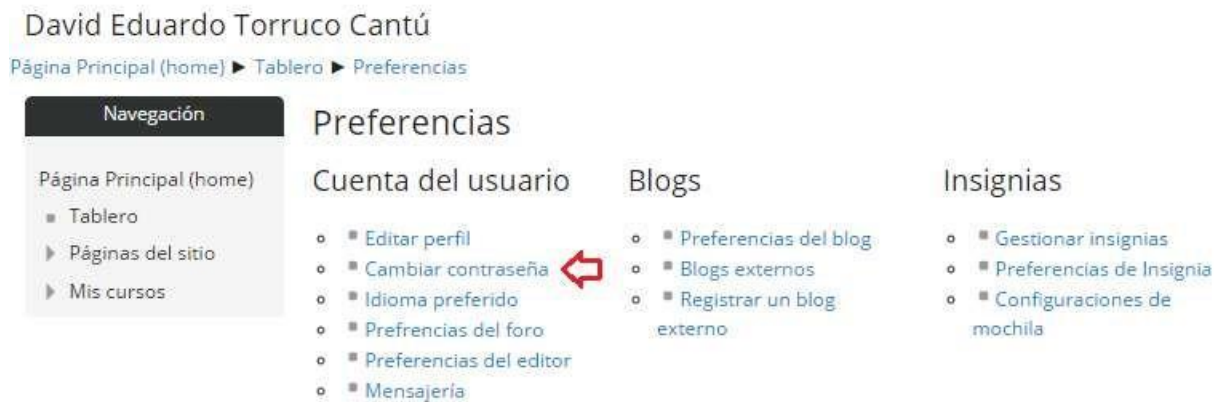 David Eduardo Torruco Cantú
Página Principal (home) ► Tablero ► Preferencias
Navegación
Página Principal (home)
Tablero
Páginas del sitio
Mis cursos
Preferencias
Cuenta del usuario
Editar perfil
Cambiar contraseña
Idioma preferido
Prefrencias del foro
Preferencias del editor
Mensajería
Blogs
Preferencias del blog
Blogs externos
Registrar un blog
externo
Insignias
Gestionar insignias
Preferencias de Insignia
Configuraciones de
mochila